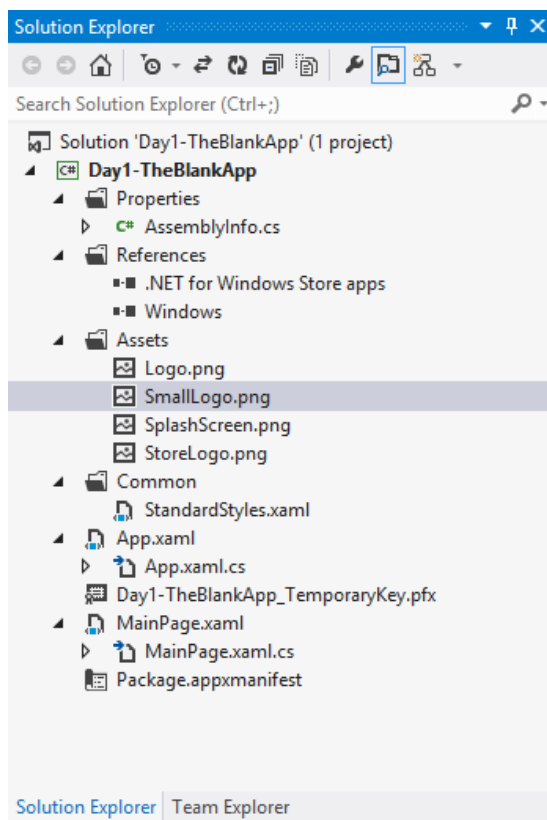 Solution Explorer
Search Solution Explorer (Ctrl+;)
Solution 'Day1-TheBlankApp' (1 project)
C# Day1-TheBlankApp
Properties
C# AssemblyInfo.cs
References
.NET for Windows Store apps
Windows
Assets
Logo.png
SmallLogo.png
SplashScreen.png
StoreLogo.png
Common
StandardStyles.xaml
App.xaml
App.xaml.cs
Day1-TheBlankApp_TemporaryKey.pfx
MainPage.xaml
MainPage.xaml.cs
Package.appxmanifest
Solution Explorer Team Explorer